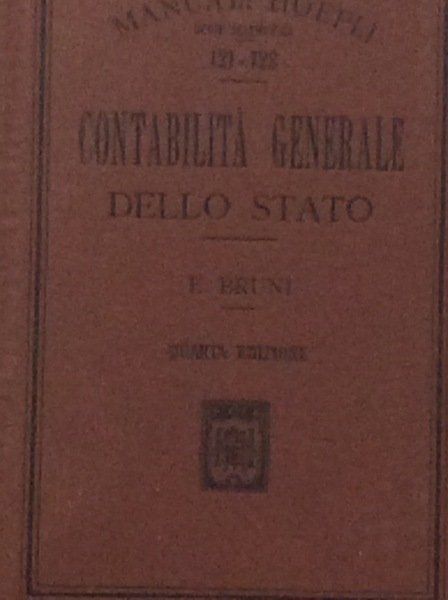 MANUALI HOEPLI
121-122
CONTABILITÀ GENERALE
DELLO STATO
E. BRUNI
QUARTA EDIZIONE